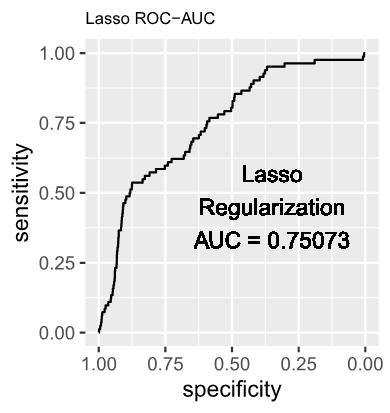 Lasso ROC−AUC
1.00
0.75
0.50
0.25
0.00
sensitivity
Lasso
Regularization
AUC = 0.75073
1.00 0.75 0.50 0.25 0.00
specificity